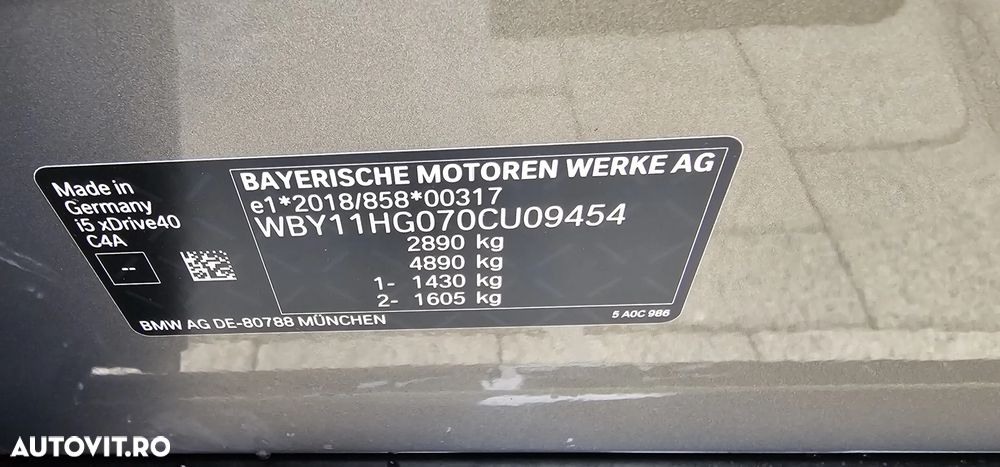 Made in
Germany
i5 xDrive40
C4A
--
BAYERISCHE MOTOREN WERKE AG
e1*2018/858*00317
WBY11HG070CU09454
2890 kg
4890 kg
1- 1430 kg
2- 1605 kg
BMW AG DE-80788 MÜNCHEN
5 A0C 986
AUTOVIT.RO